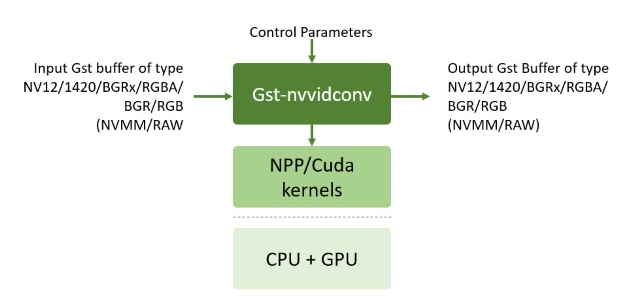 Control Parameters
Input Gst buffer of type
NV12/1420/BGRx/RGBA/
BGR/RGB
(NVMM/RAW
Gst-nvvidconv
Output Gst Buffer of type
NV12/1420/BGRx/RGBA/
BGR/RGB
(NVMM/RAW)
NPP/Cuda
kernels
CPU + GPU